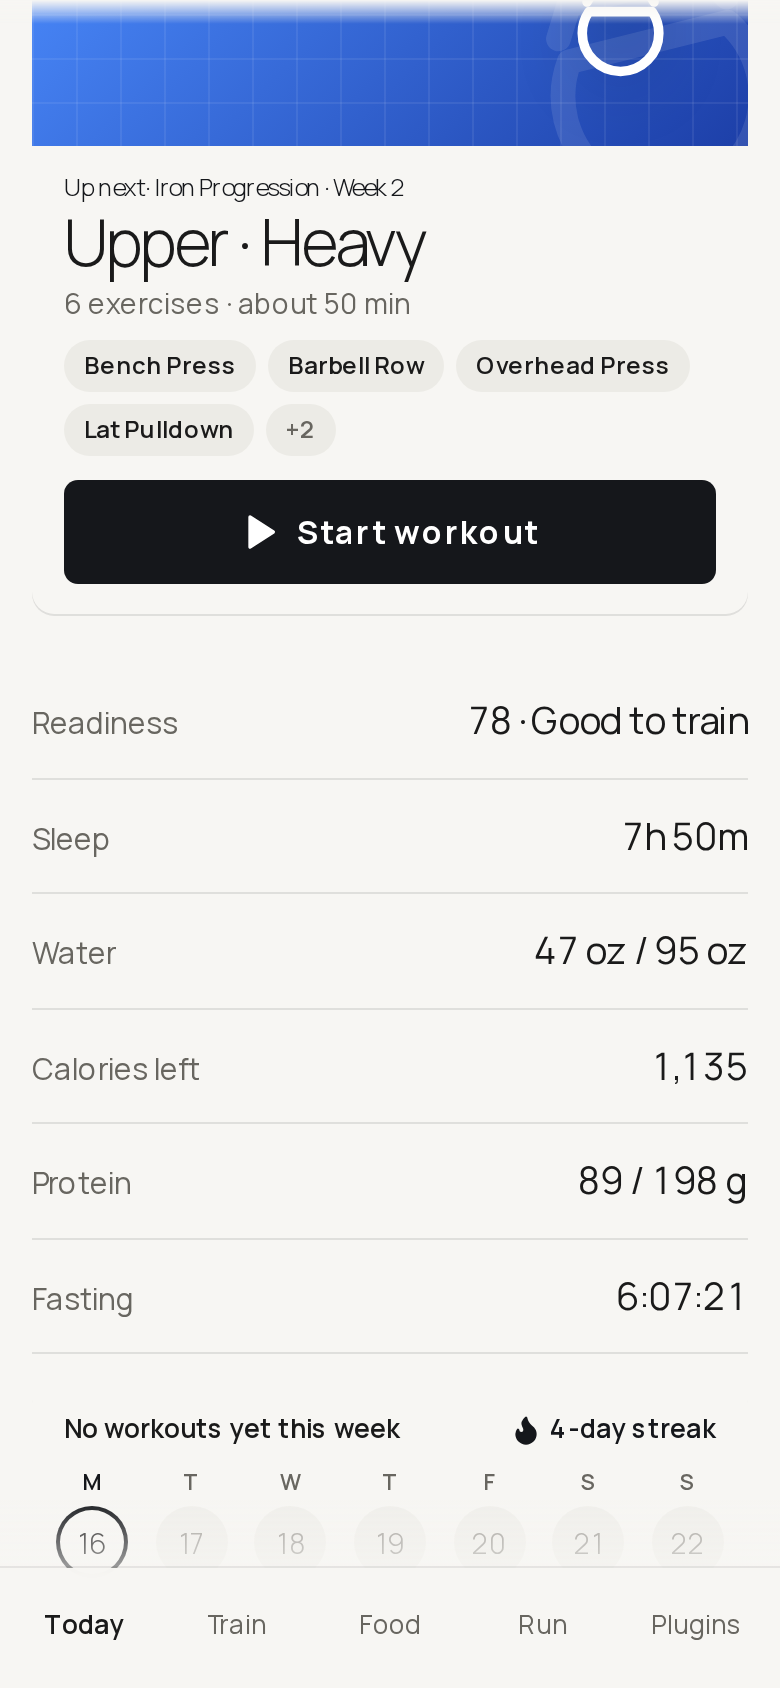 Up next · Iron Progression · Week 2
Upper · Heavy
6 exercises · about 50 min
Bench Press
Barbell Row
Overhead Press
Lat Pulldown
+2
Start workout
Readiness
78 · Good to train
Sleep
7h 50m
Water
47 oz / 95 oz
Calories left
1,135
Protein
89 / 198 g
Fasting
6:07:21
No workouts yet this week
4-day streak
M T W T F S S
16 17 18 19 20 21 22
Today Train Food Run Plugins